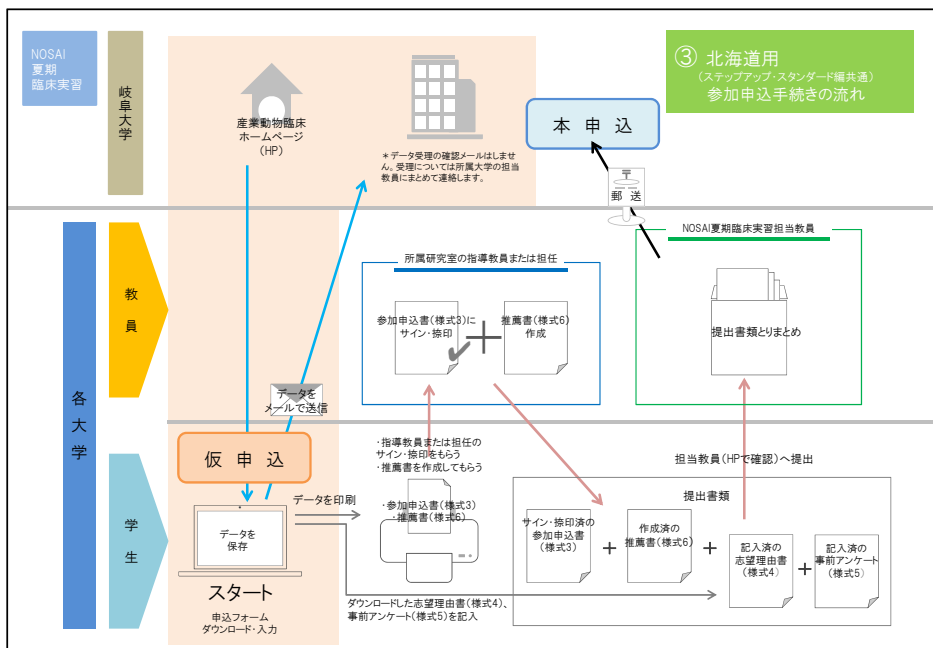 NOSAI
夏期
臨床実習
岐阜大学
産業動物臨床
ホームページ
(HP)
*データ受理の確認メールはしませ
ん。受理については所属大学の担当
教員にまとめて連絡します。
本 申 込
③ 北海道用
(ステップアップ・スタンダード編共通)
参加申込手続きの流れ
〒
郵 送
各大学
教員
所属研究室の指導教員または担任
参加申込書(様式3)に
サイン・捺印
推薦書(様式6)
作成
NOSAI夏期臨床実習担当教員
提出書類とりまとめ
データを
メールで送信
学生
仮 申 込
・指導教員または担任の
サイン・捺印をもらう
・推薦書を作成してもらう
担当教員(HPで確認)へ提出
データを印刷
・参加申込書(様式3)
・推薦書(様式6)
データを
保存
スタート
申込フォーム
ダウンロード・入力
ダウンロードした志望理由書(様式4)、
事前アンケート(様式5)を記入
提出書類
サイン・捺印済の
参加申込書
(様式3)
作成済の
推薦書(様式6)
記入済の
志望理由書
(様式4)
記入済の
事前アンケート
(様式5)